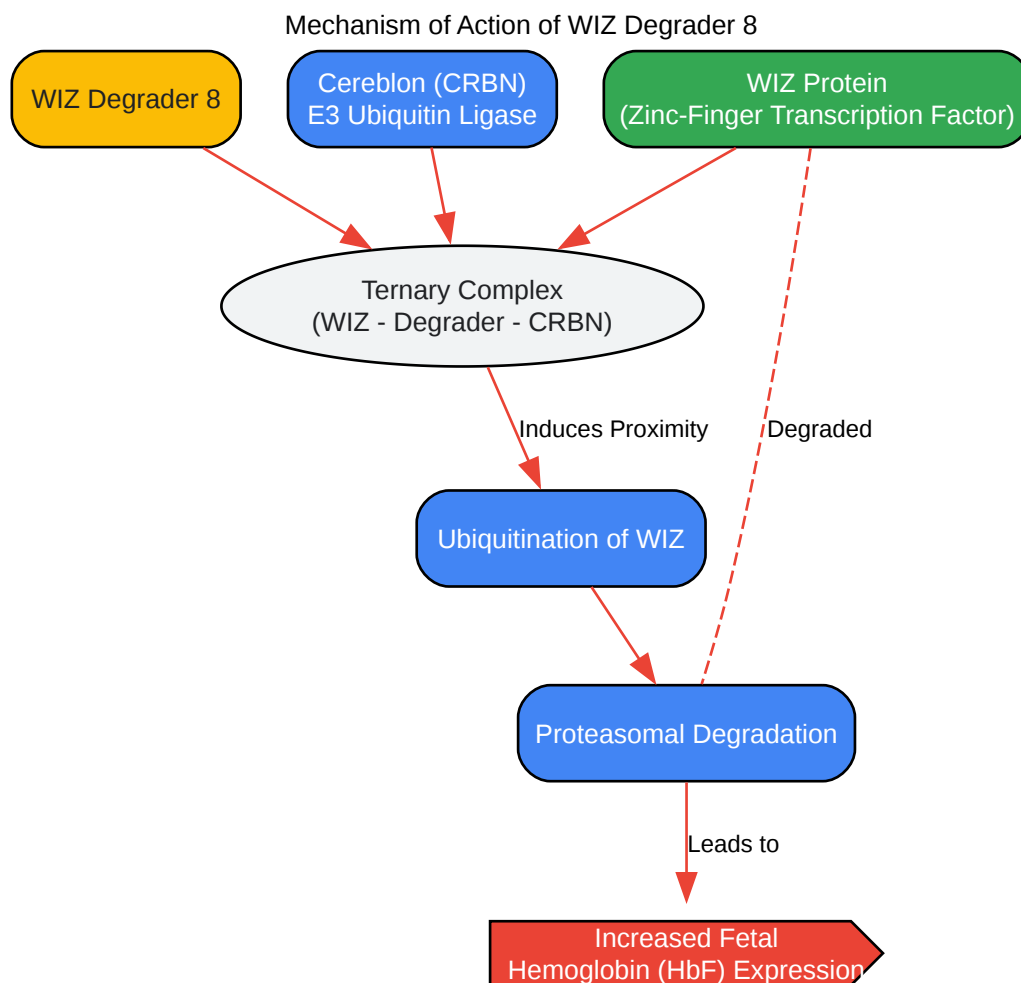 Mechanism of Action of WIZ Degrader 8
WIZ Degrader 8
Cereblon (CRBN)
E3 Ubiquitin Ligase
WIZ Protein
(Zinc-Finger Transcription Factor)
Ternary Complex
(WIZ - Degrader - CRBN)
Induces Proximity
Degraded
Ubiquitination of WIZ
Proteasomal Degradation
Leads to
Increased Fetal
Hemoglobin (HbF) Expression